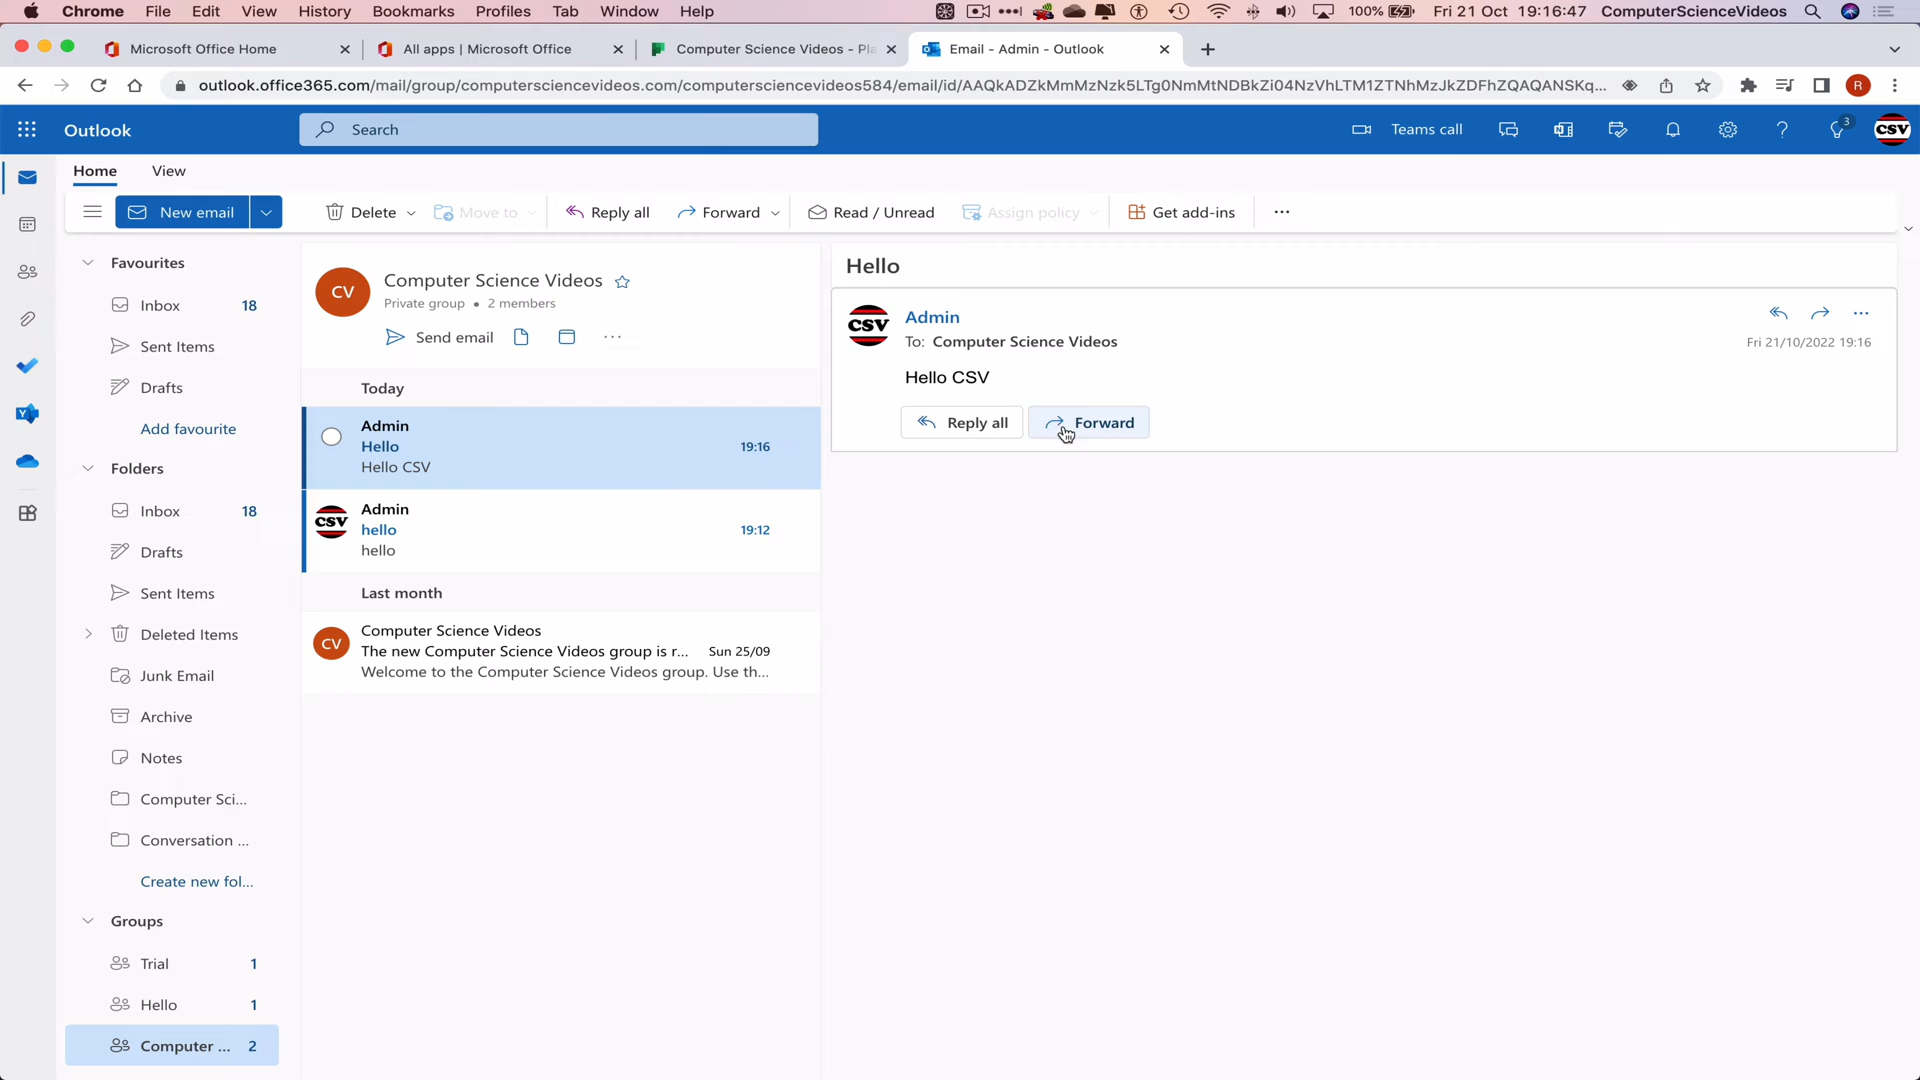 Chrome File Edit View History Bookmarks Profiles Tab Window Help 100% Fri 21 Oct 19:16:47 ComputerScienceVideos
Microsoft Office Home All apps | Microsoft Office Computer Science Videos - Pla Email - Admin - Outlook
outlook.office365.com/mail/group/computersciencevideos.com/computersciencevideos584/email/id/AAQkADZkMmMzNzk5LTg0NmMtNDBkZi04NzVhLTM1ZTNhMzJkZDFhZQAQANSKq... R
Outlook Search Teams call 3 CSV
Home View
New email Delete Move to Reply all Forward Read / Unread Assign policy Get add-ins ...
Favourites
Inbox 18
Sent Items
Drafts
Add favourite
Folders
Inbox 18
Drafts
Sent Items
Deleted Items
Junk Email
Archive
Notes
Computer Sci...
Conversation ...
Create new fol...
Groups
Trial 1
Hello 1
Computer ... 2
CV Computer Science Videos
Private group • 2 members
Send email ...
Today
Admin
Hello 19:16
Hello CSV
CSV Admin
hello 19:12
hello
Last month
CV Computer Science Videos
The new Computer Science Videos group is r... Sun 25/09
Welcome to the Computer Science Videos group. Use th...
Hello
CSV Admin
To: Computer Science Videos Fri 21/10/2022 19:16
Hello CSV
Reply all Forward